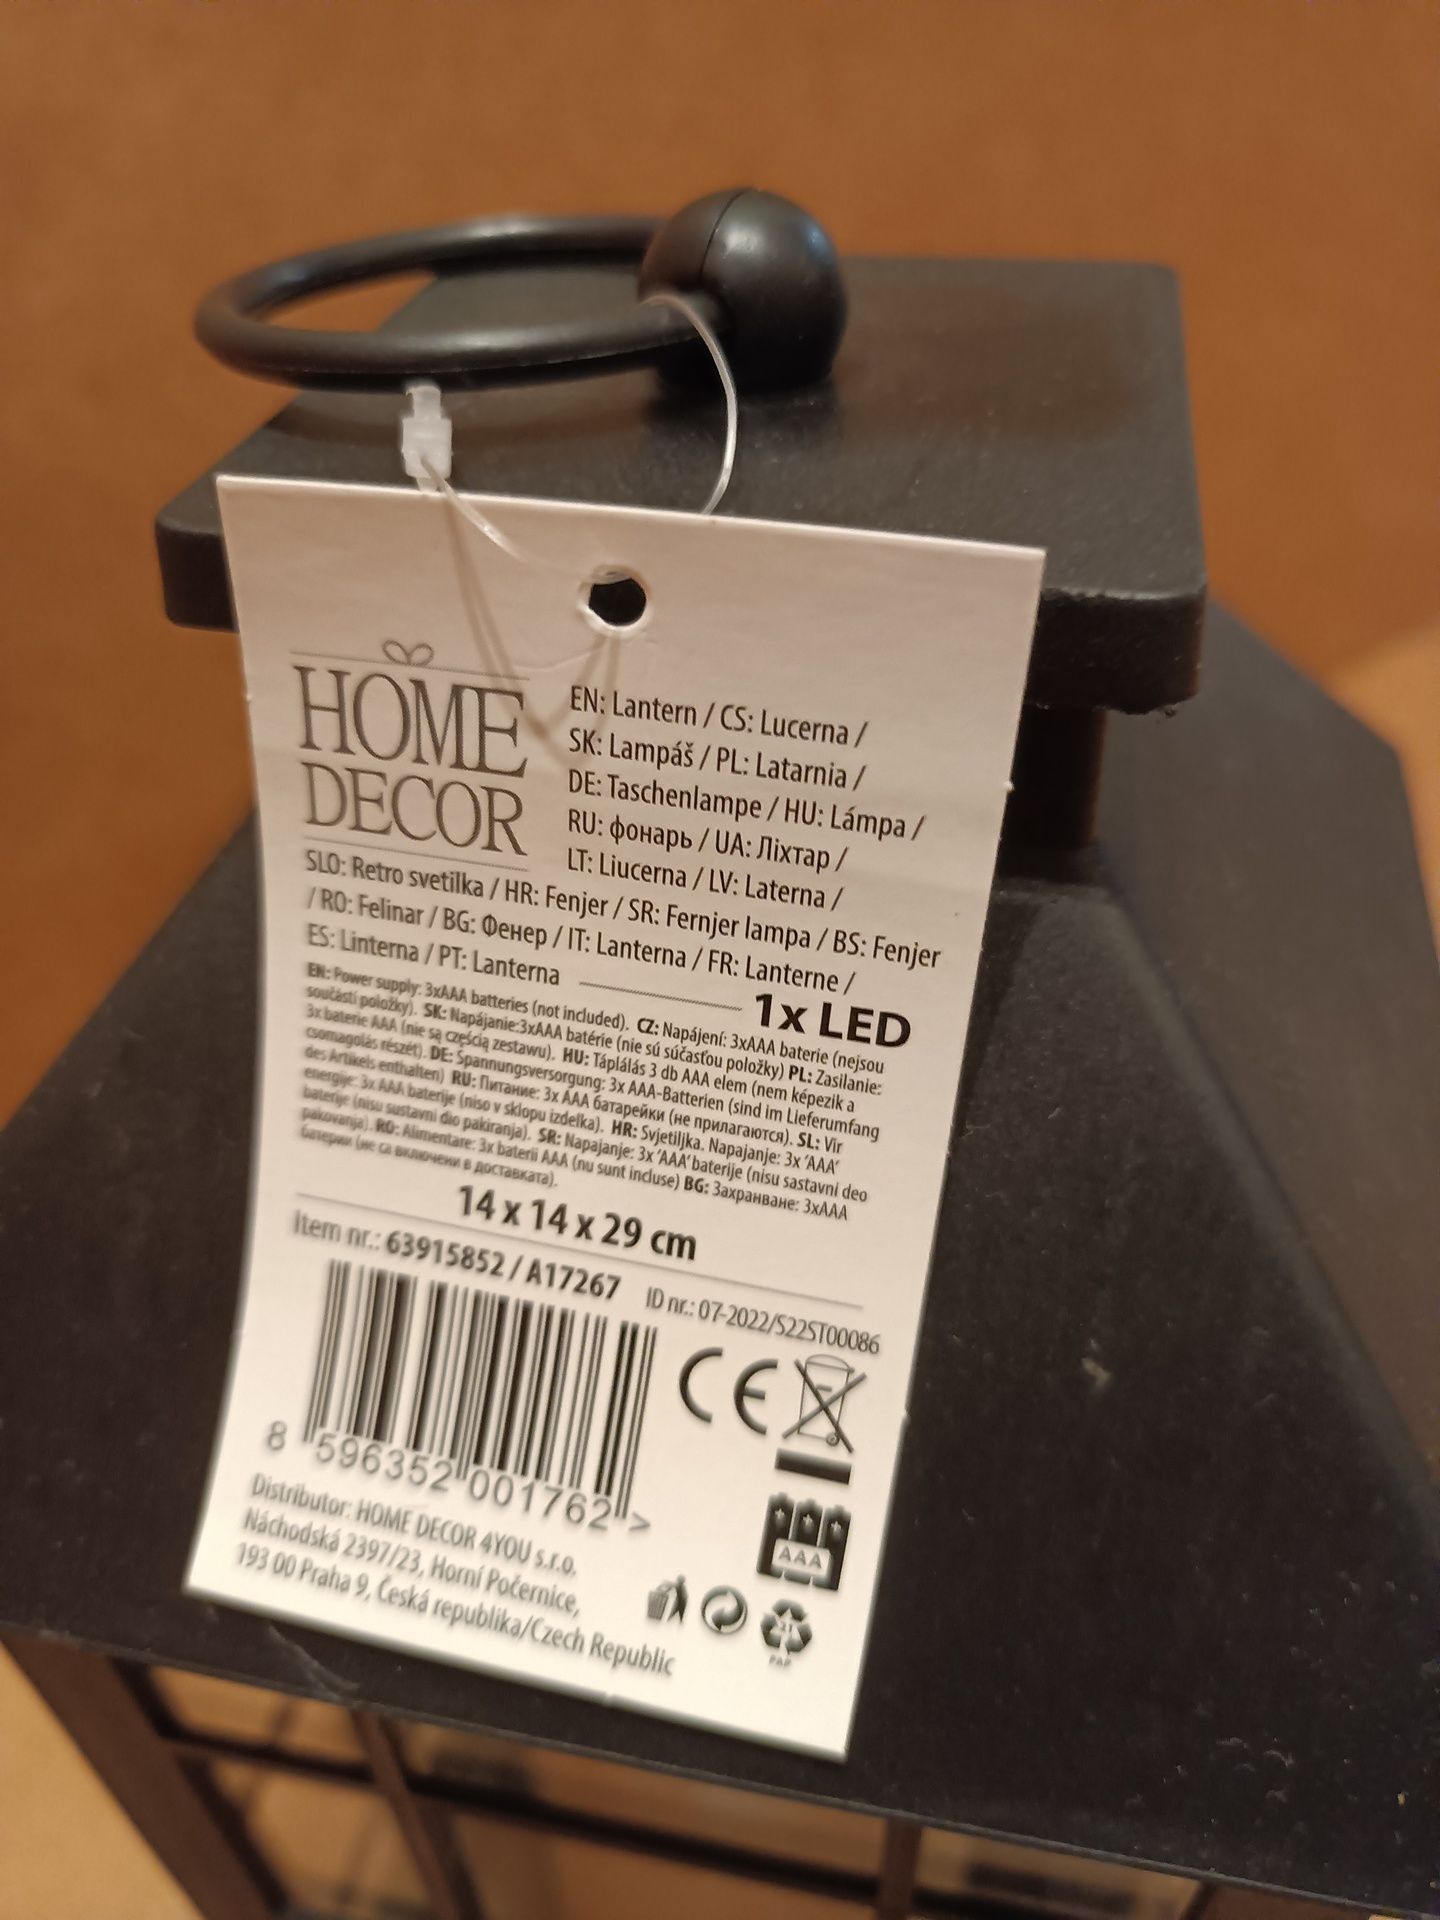 HOME
DECOR
EN: Lantern / CS: Lucerna /
SK: Lampáš / PL: Latarnia /
DE: Taschenlampe / HU: Lámpa /
RU: фонарь / UA: Ліхтар /
LT: Liucerna / LV: Laterna /
SLO: Retro svetilka / HR: Fenjer / SR: Fernjer lampa / BS: Fenjer
/ RO: Felinar / BG: Фенер / IT: Lanterna / FR: Lanterne /
ES: Linterna / PT: Lanterna
1x LED
EN: Power supply: 3xAAA batteries (not included). CZ: Napájení: 3xAAA baterie (nejsou
součástí položky). SK: Napájanie:3xAAA batérie (nie sú súčasťou položky) PL: Zasilanie:
3x baterie AAA (nie są częścią zestawu). HU: Táplálás 3 db AAA elem (nem képezik a
csomagolás részét). DE: Spannungsversorgung: 3x AAA-Batterien (sind im Lieferumfang
des Artikels enthalten) RU: Питание: 3x AAA батарейки (не прилагаются). SL: Vir
energije: 3x AAA baterije (niso v sklopu izdelka). HR: Svjetiljka. Napajanje: 3x 'AAA'
baterije (nisu sustavni dio pakiranja). SR: Napajanje: 3x 'AAA' baterije (nisu sastavni deo
pakovanja). RO: Alimentare: 3x baterii AAA (nu sunt incluse) BG: Захранване: 3xAAA
батерии (не са включени в доставката).
14 x 14 x 29 cm
Item nr.: 63915852 / A17267
ID nr.: 07-2022/S22ST00086
CE
8 596352 001762 >
AAA
Distributor: HOME DECOR 4YOU s.r.o.
Náchodská 2397/23, Horní Počernice,
193 00 Praha 9, Česká republika/Czech Republic
21
PAP